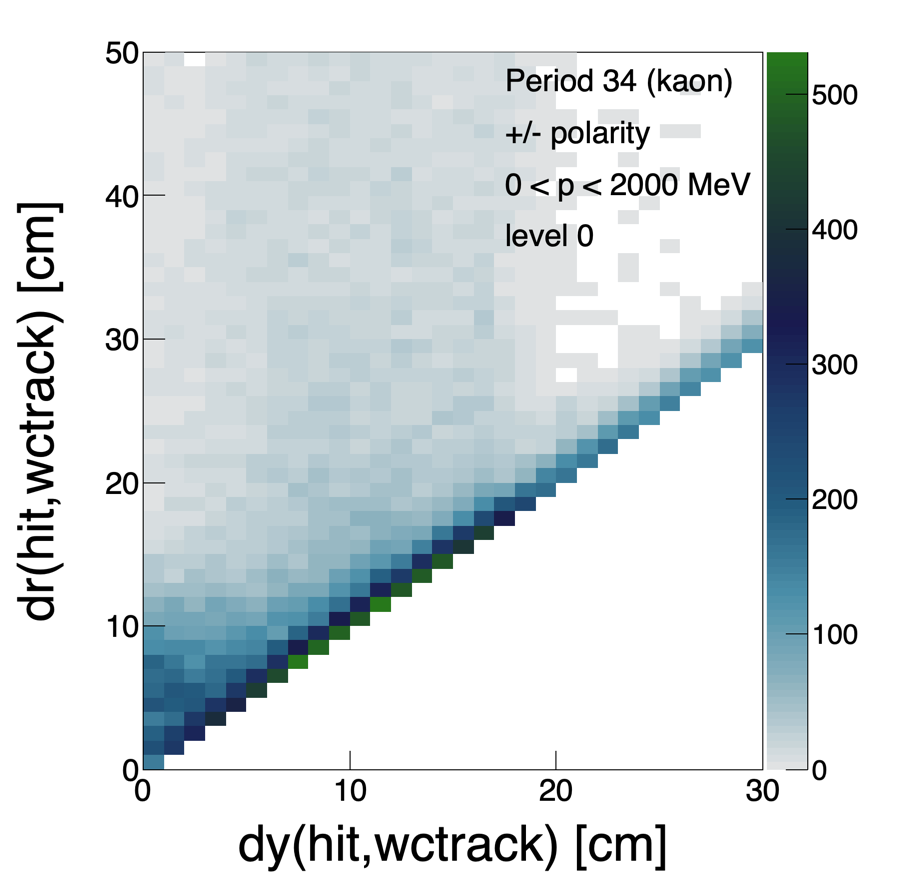 50
500
Period 34 (kaon)
+/- polarity
0 < p < 2000 MeV
level 0
40
400
dr(hit,wctrack) [cm]
30
300
20
200
10
100
0
0
0
10
20
30
dy(hit,wctrack) [cm]